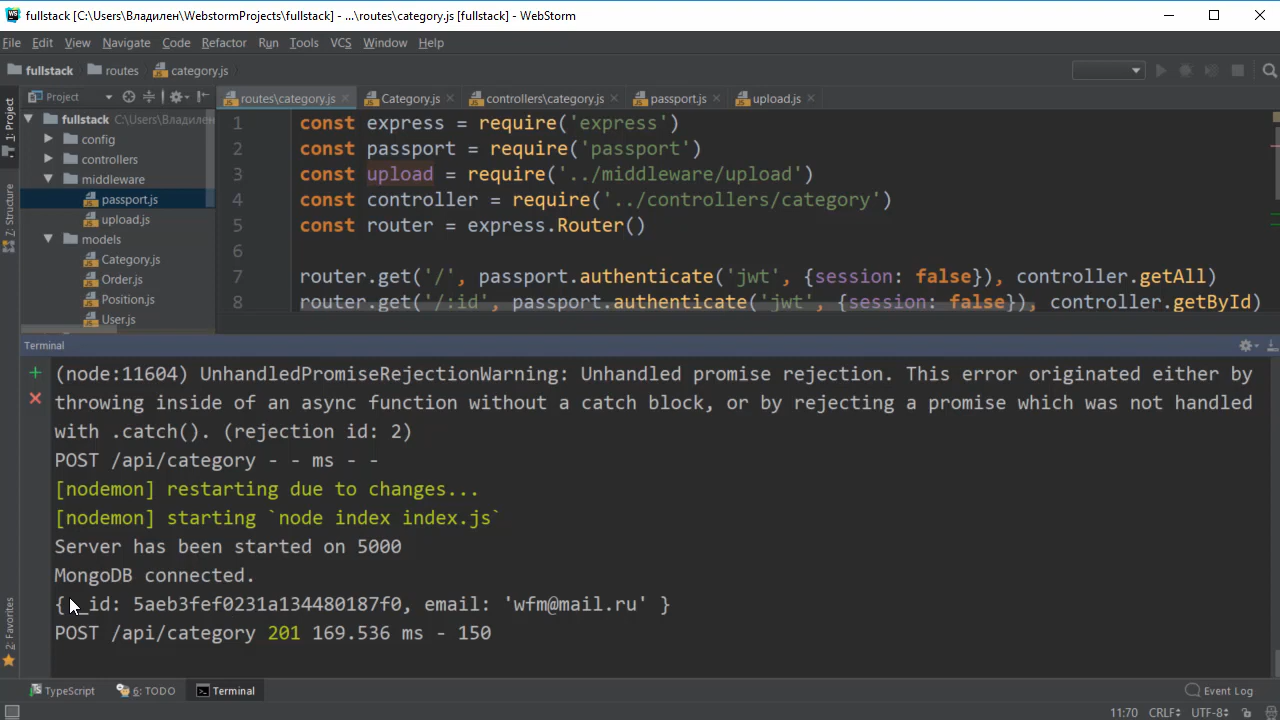 fullstack [C:\Users\Владилен\WebstormProjects\fullstack] - ...\routes\category.js [fullstack] - WebStorm
File Edit View Navigate Code Refactor Run Tools VCS Window Help
fullstack routes category.js
Project
routes\category.js Category.js controllers\category.js passport.js upload.js
1: Project
Z: Structure
2: Favorites
fullstack C:\Users\Владилен
config
controllers
middleware
passport.js
upload.js
models
Category.js
Order.js
Position.js
User.js
1 const express = require('express')
2 const passport = require('passport')
3 const upload = require('../middleware/upload')
4 const controller = require('../controllers/category')
5 const router = express.Router()
6
7 router.get('/', passport.authenticate('jwt', {session: false}), controller.getAll)
8 router.get('/:id', passport.authenticate('jwt', {session: false}), controller.getById)
Terminal
(node:11604) UnhandledPromiseRejectionWarning: Unhandled promise rejection. This error originated either by
throwing inside of an async function without a catch block, or by rejecting a promise which was not handled
with .catch(). (rejection id: 2)
POST /api/category - - ms - -
[nodemon] restarting due to changes...
[nodemon] starting `node index index.js`
Server has been started on 5000
MongoDB connected.
{ _id: 5aeb3fef0231a134480187f0, email: 'wfm@mail.ru' }
POST /api/category 201 169.536 ms - 150
TypeScript 6: TODO Terminal Event Log
11:70 CRLF UTF-8